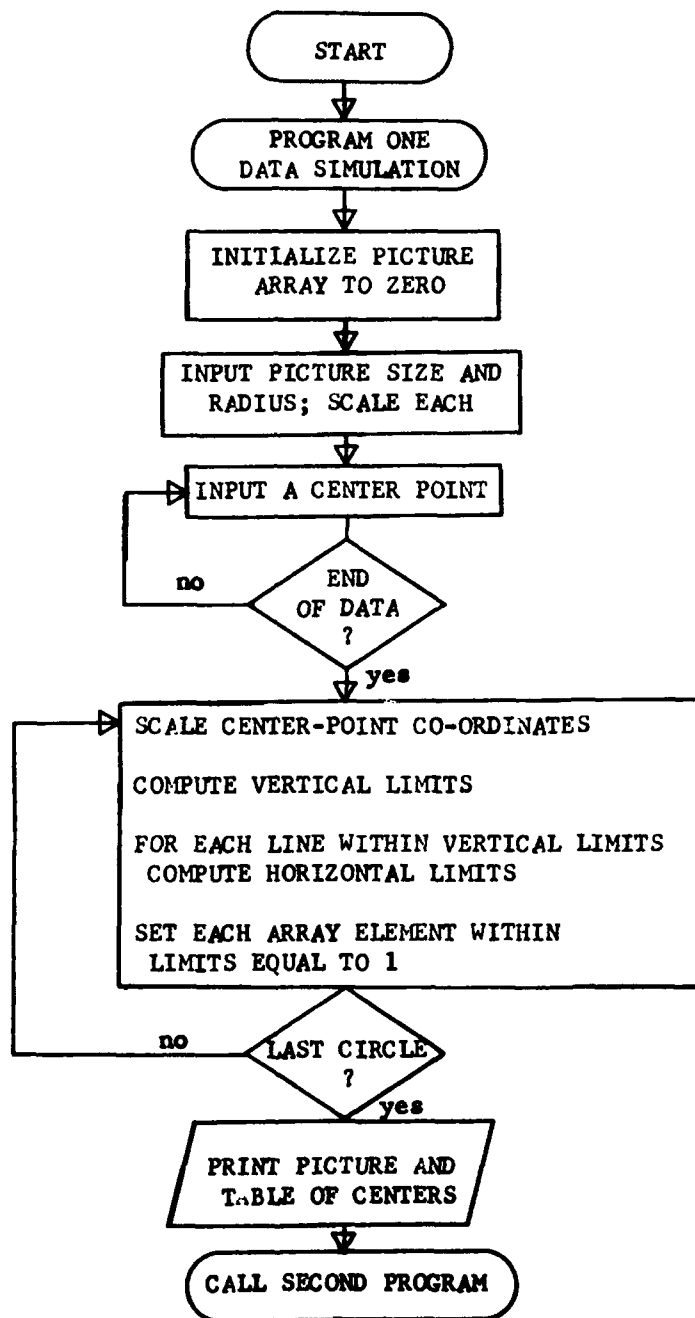 START
PROGRAM ONE
DATA SIMULATION
INITIALIZE PICTURE
ARRAY TO ZERO
INPUT PICTURE SIZE AND
RADIUS; SCALE EACH
INPUT A CENTER POINT
no
END
OF DATA
?
yes
SCALE CENTER-POINT CO-ORDINATES
COMPUTE VERTICAL LIMITS
FOR EACH LINE WITHIN VERTICAL LIMITS
COMPUTE HORIZONTAL LIMITS
SET EACH ARRAY ELEMENT WITHIN
LIMITS EQUAL TO 1
no
LAST CIRCLE
?
yes
PRINT PICTURE AND
TABLE OF CENTERS
CALL SECOND PROGRAM